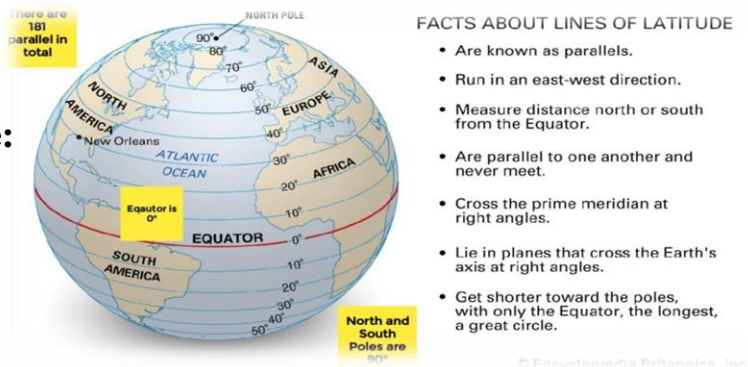 There are
181
parallel in
total
NORTH POLE
90°
80°
70°
60°
50°
40°
30°
20°
10°
0°
10°
20°
30°
40°
50°
ASIA
NORTH
AMERICA
EUROPE
New Orleans
ATLANTIC
OCEAN
AFRICA
Eqautor is
0°
EQUATOR
SOUTH
AMERICA
North and
South
Poles are
90°
e:
FACTS ABOUT LINES OF LATITUDE
• Are known as parallels.
• Run in an east-west direction.
• Measure distance north or south
from the Equator.
• Are parallel to one another and
never meet.
• Cross the prime meridian at
right angles.
• Lie in planes that cross the Earth's
axis at right angles.
• Get shorter toward the poles,
with only the Equator, the longest,
a great circle.
© Encyclopædia Britannica, Inc